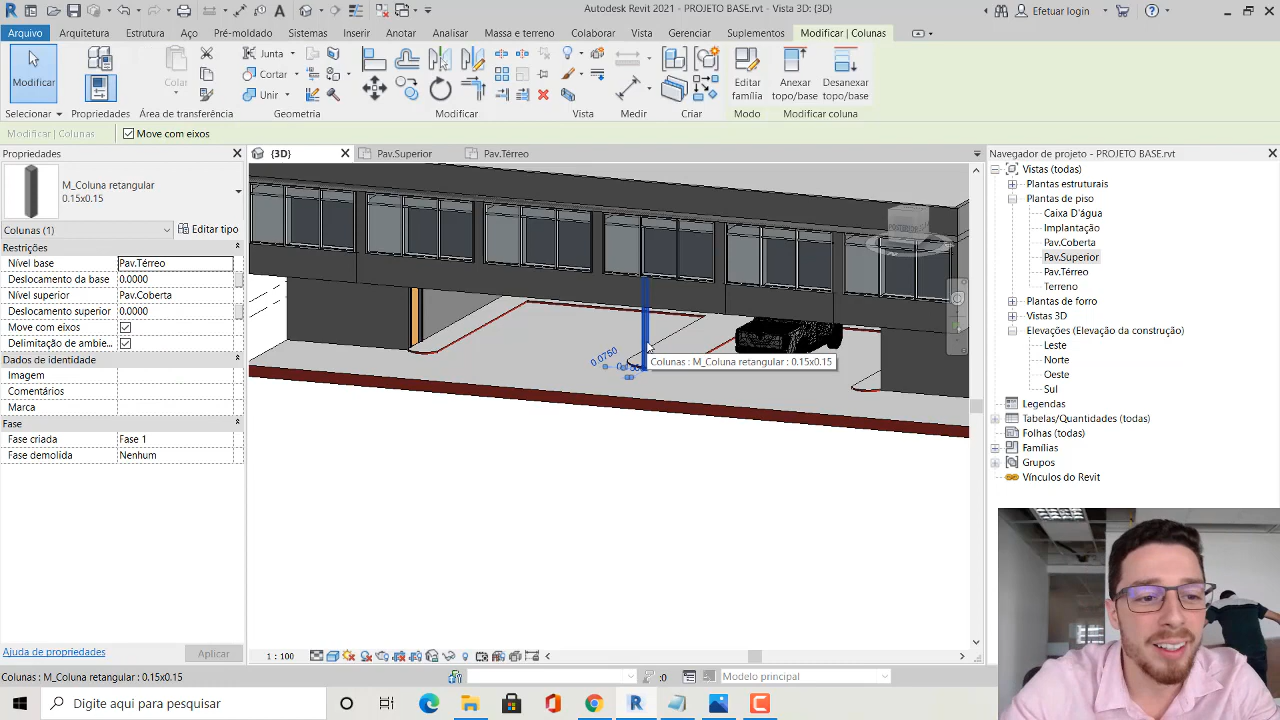 Autodesk Revit 2021 - PROJETO BASE.rvt - Vista 3D: {3D}
Efetuar login
Arquivo Arquitetura Estrutura Aço Pré-moldado Sistemas Inserir Anotar Analisar Massa e terreno Colaborar Vista Gerenciar Suplementos Modificar | Colunas
Modificar
Colar
Junta
Cortar
Unir
Editar família
Anexar topo/base
Desanexar topo/base
Selecionar Propriedades Área de transferência Geometria Modificar Vista Medir Criar Modo Modificar coluna
Modificar | Colunas Move com eixos
Propriedades
{3D} Pav.Superior Pav.Térreo
Navegador de projeto - PROJETO BASE.rvt
M_Coluna retangular
0.15x0.15
Colunas (1) Editar tipo
Restrições
Nível base Pav.Térreo
Deslocamento da base 0.0000
Nível superior Pav.Coberta
Deslocamento superior 0.0000
Move com eixos
Delimitador de ambie...
Dados de identidade
Imagem
Comentários
Marca
Fase
Fase criada Fase 1
Fase demolida Nenhum
Ajuda de propriedades Aplicar
0.0750
Colunas : M_Coluna retangular : 0.15x0.15
Vistas (todas)
Plantas estruturais
Plantas de piso
Caixa D'água
Implantação
Pav.Coberta
Pav.Superior
Pav.Térreo
Terreno
Plantas de forro
Vistas 3D
Elevações (Elevação da construção)
Leste
Norte
Oeste
Sul
Legendas
Tabelas/Quantidades (todas)
Folhas (todas)
Famílias
Grupos
Vínculos do Revit
1 : 100
Colunas : M_Coluna retangular : 0.15x0.15
:0
Modelo principal
Digite aqui para pesquisar